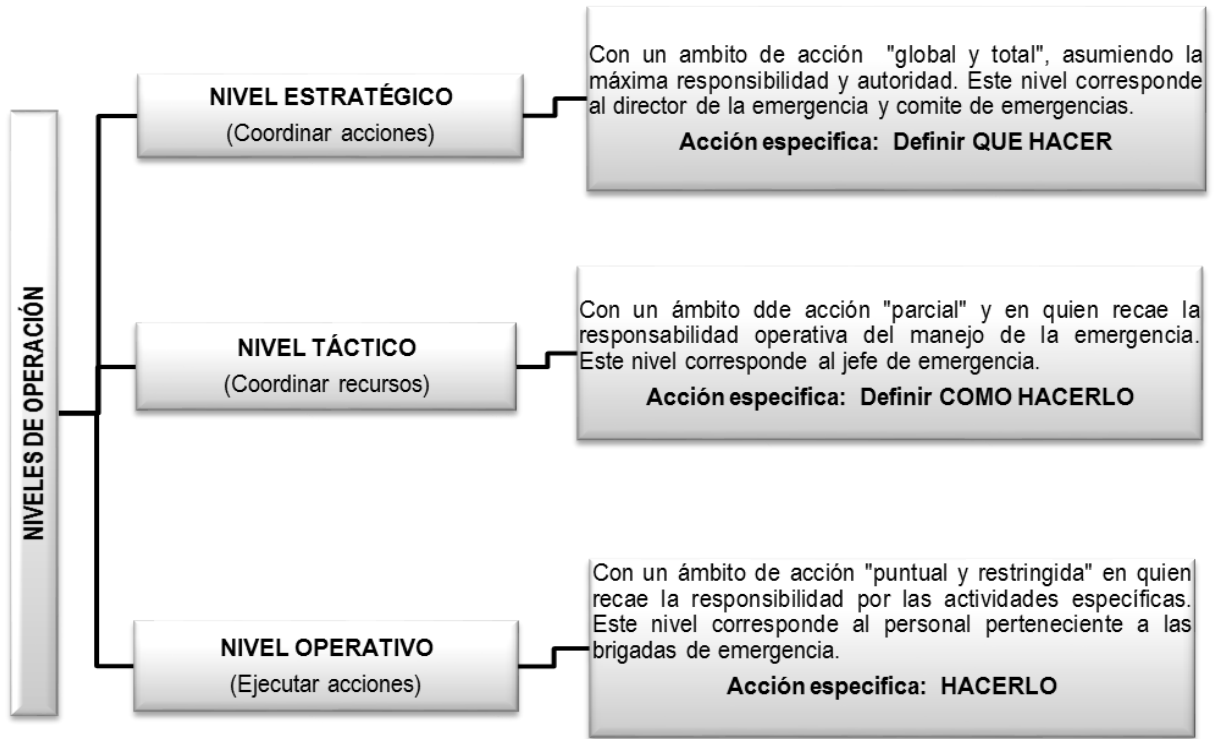 NIVELES DE OPERACIÓN
NIVEL ESTRATÉGICO
(Coordinar acciones)
Con un ambito de acción "global y total", asumiendo la
máxima responsibilidad y autoridad. Este nivel corresponde
al director de la emergencia y comite de emergencias.
Acción especifica: Definir QUE HACER
NIVEL TÁCTICO
(Coordinar recursos)
Con un ámbito dde acción "parcial" y en quien recae la
responsabilidad operativa del manejo de la emergencia.
Este nivel corresponde al jefe de emergencia.
Acción especifica: Definir COMO HACERLO
NIVEL OPERATIVO
(Ejecutar acciones)
Con un ámbito de acción "puntual y restringida" en quien
recae la responsibilidad por las actividades específicas.
Este nivel corresponde al personal perteneciente a las
brigadas de emergencia.
Acción especifica: HACERLO